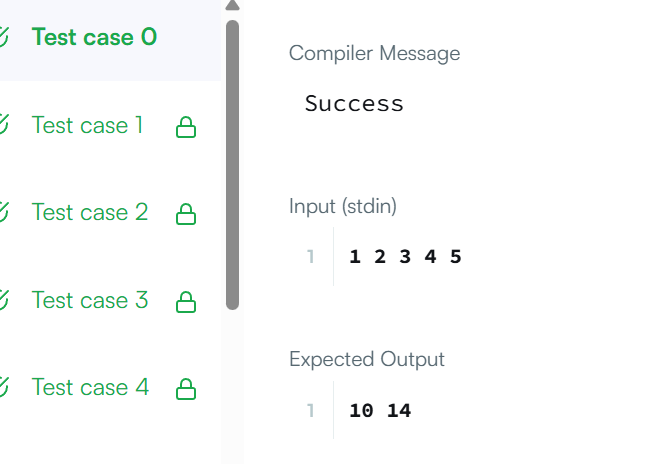 Test case 0
Test case 1
Test case 2
Test case 3
Test case 4
Compiler Message
Success
Input (stdin)
1 1 2 3 4 5
Expected Output
1 10 14